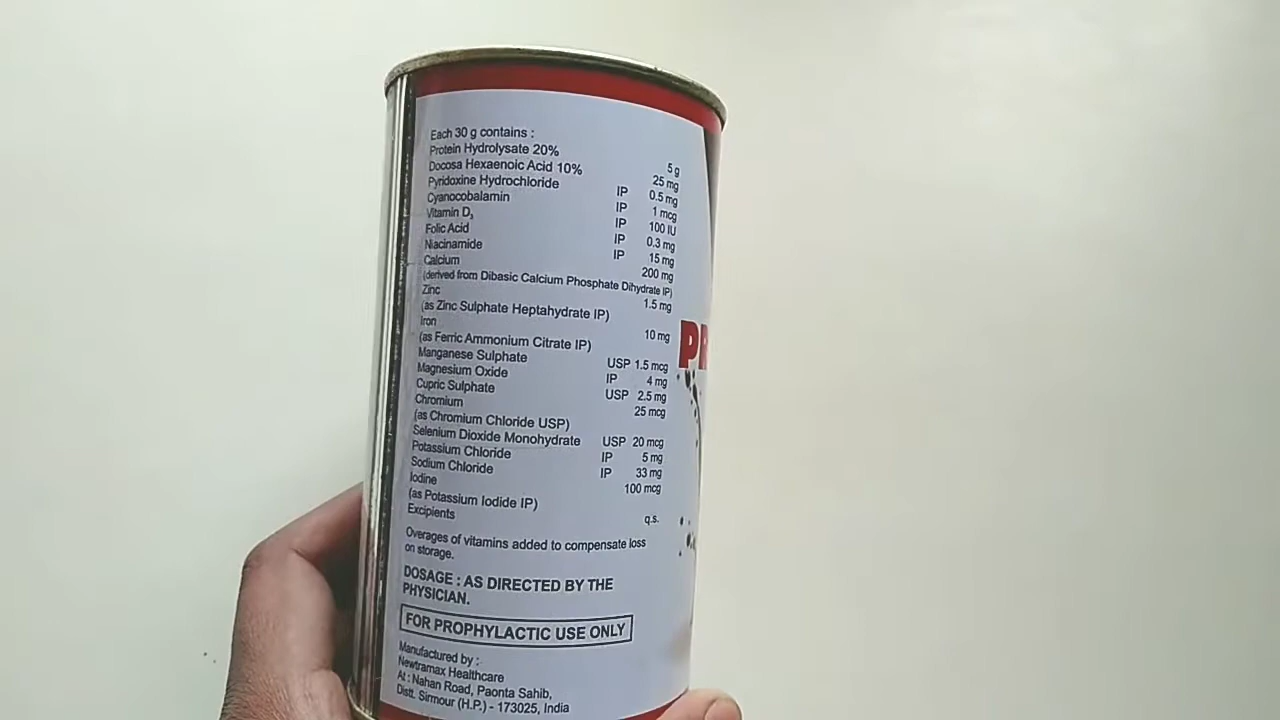 Each 30 g contains :
Protein Hydrolysate 20% 5 g
Docosa Hexaenoic Acid 10% 25 mg
Pyridoxine Hydrochloride IP 0.5 mg
Cyanocobalamin IP 1 mcg
Vitamin D₃ IP 100 IU
Folic Acid IP 0.3 mg
Niacinamide IP 15 mg
Calcium 200 mg
(derived from Dibasic Calcium Phosphate Dihydrate IP)
Zinc 1.5 mg
(as Zinc Sulphate Heptahydrate IP)
Iron 10 mg
(as Ferric Ammonium Citrate IP)
Manganese Sulphate USP 1.5 mcg
Magnesium Oxide IP 4 mg
Cupric Sulphate USP 2.5 mg
Chromium 25 mcg
(as Chromium Chloride USP)
Selenium Dioxide Monohydrate USP 20 mcg
Potassium Chloride IP 5 mg
Sodium Chloride IP 33 mg
Iodine 100 mcg
(as Potassium Iodide IP)
Excipients q.s.
Overages of vitamins added to compensate loss
on storage.
DOSAGE : AS DIRECTED BY THE
PHYSICIAN.
FOR PROPHYLACTIC USE ONLY
Manufactured by :
Newtramax Healthcare
At : Nahan Road, Paonta Sahib,
Distt. Sirmour (H.P.) - 173025, India